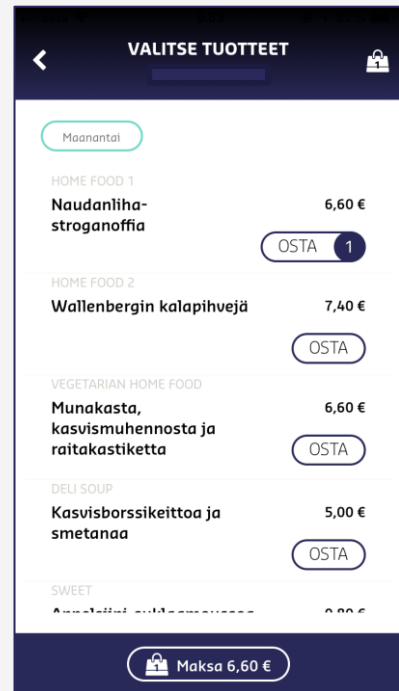 VALITSE TUOTTEET
1
Maanantai
HOME FOOD 1
Naudanliha-
stroganoffia
6,60 €
OSTA 1
HOME FOOD 2
Wallenbergin kalapihvejä
7,40 €
OSTA
VEGETARIAN HOME FOOD
Munakasta,
kasvismuhennosta ja
raitakastiketta
6,60 €
OSTA
DELI SOUP
Kasvisborssikeittoa ja
smetanaa
5,00 €
OSTA
SWEET
1 Maksa 6,60 €